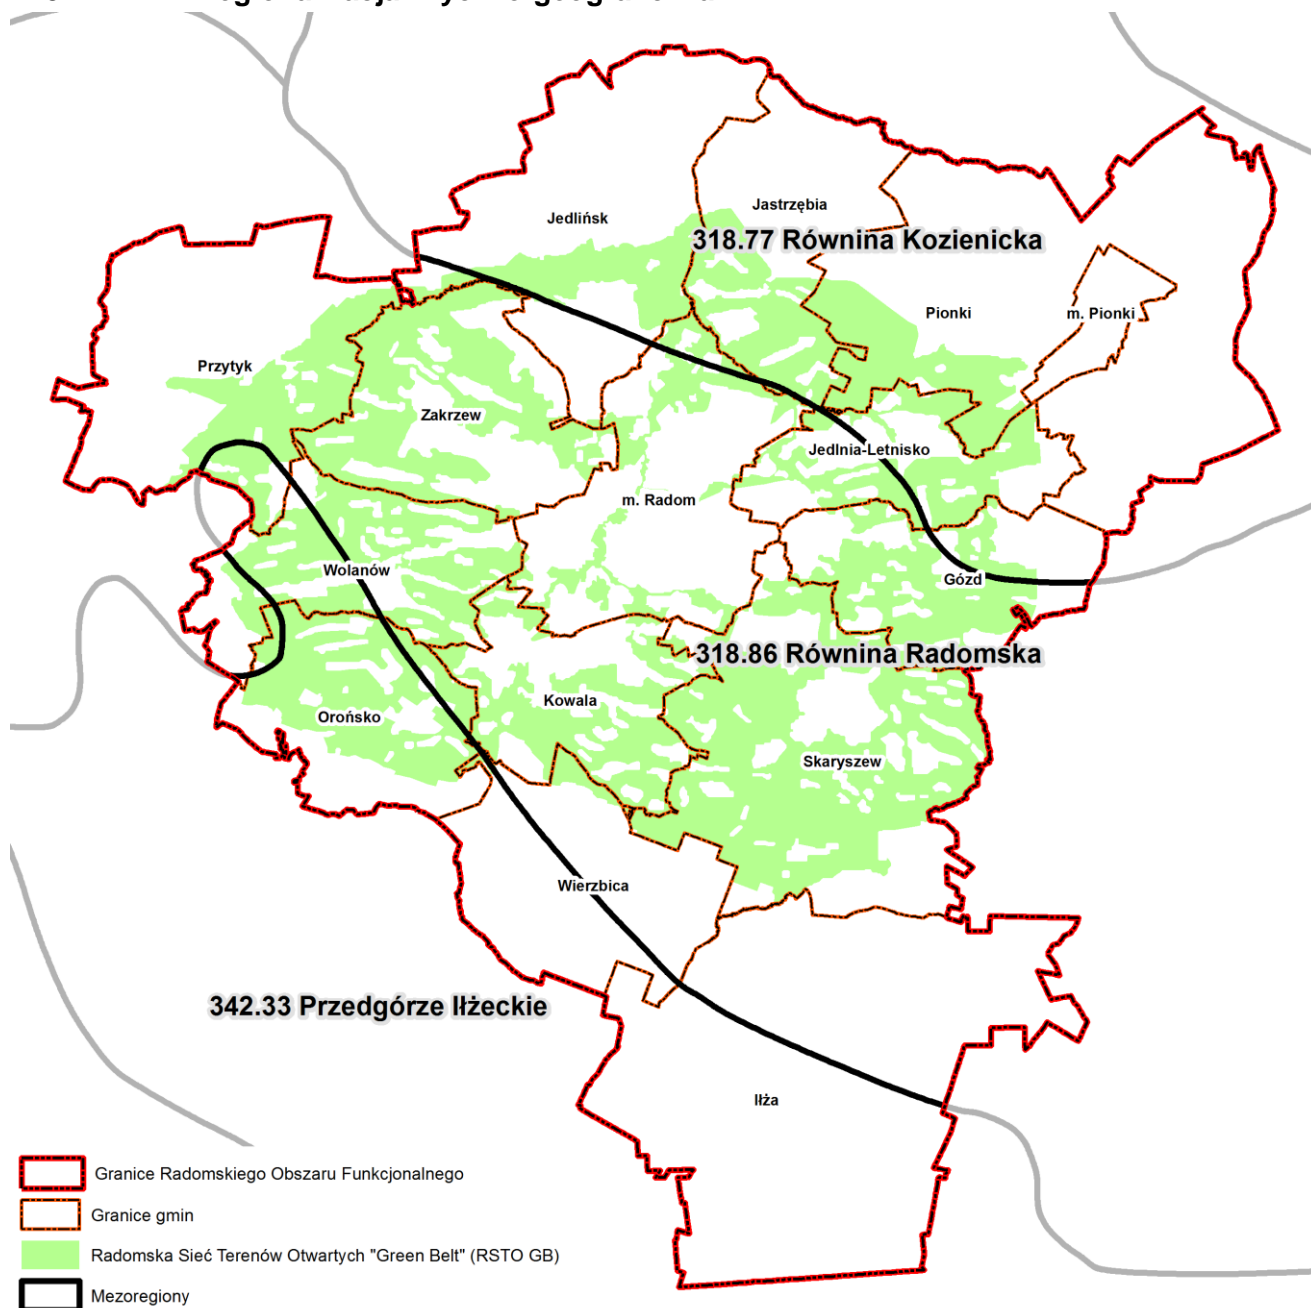 Jastrzębia
Jedlińsk
318.77 Równina Kozienicka
Pionki
m. Pionki
Przytyk
Zakrzew
Jedlnia-Letnisko
m. Radom
Wolanów
Gózd
318.86 Równina Radomska
Kowala
Orońsko
Skaryszew
Wierzbica
342.33 Przedgórze Iłżeckie
Iłża
Granice Radomskiego Obszaru Funkcjonalnego
Granice gmin
Radomska Sieć Terenów Otwartych "Green Belt" (RSTO GB)
Mezoregiony